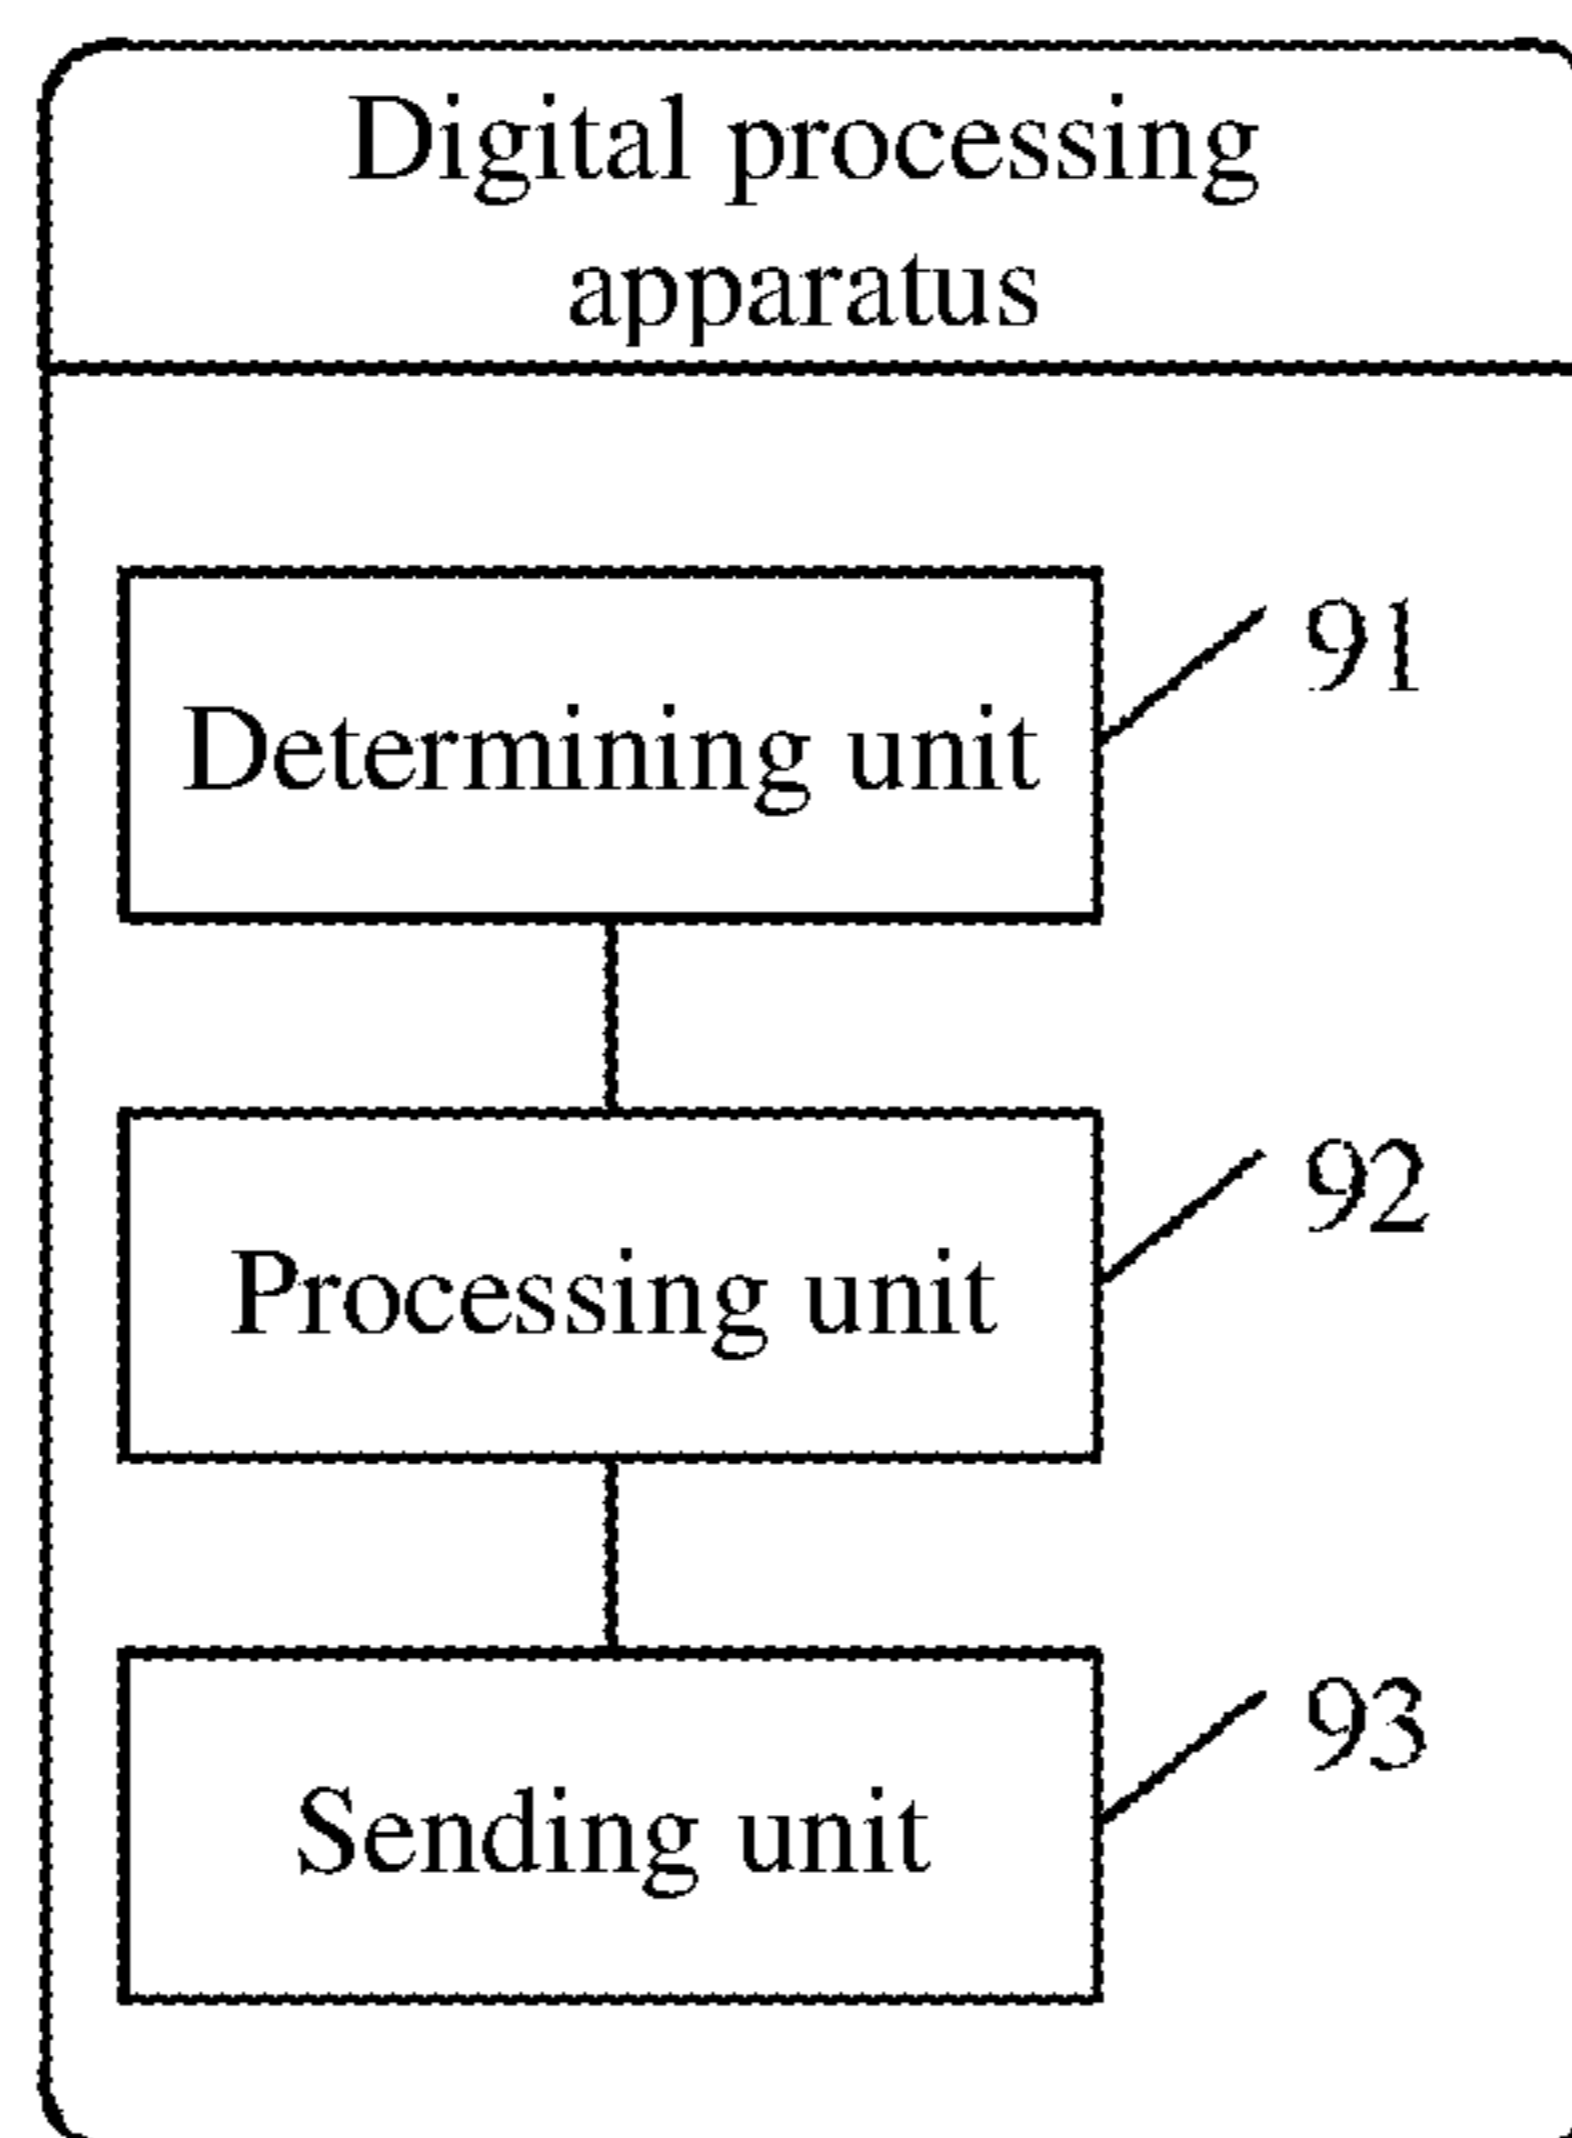 Digital processing
apparatus
Determining unit
91
Processing unit
92
Sending unit
93